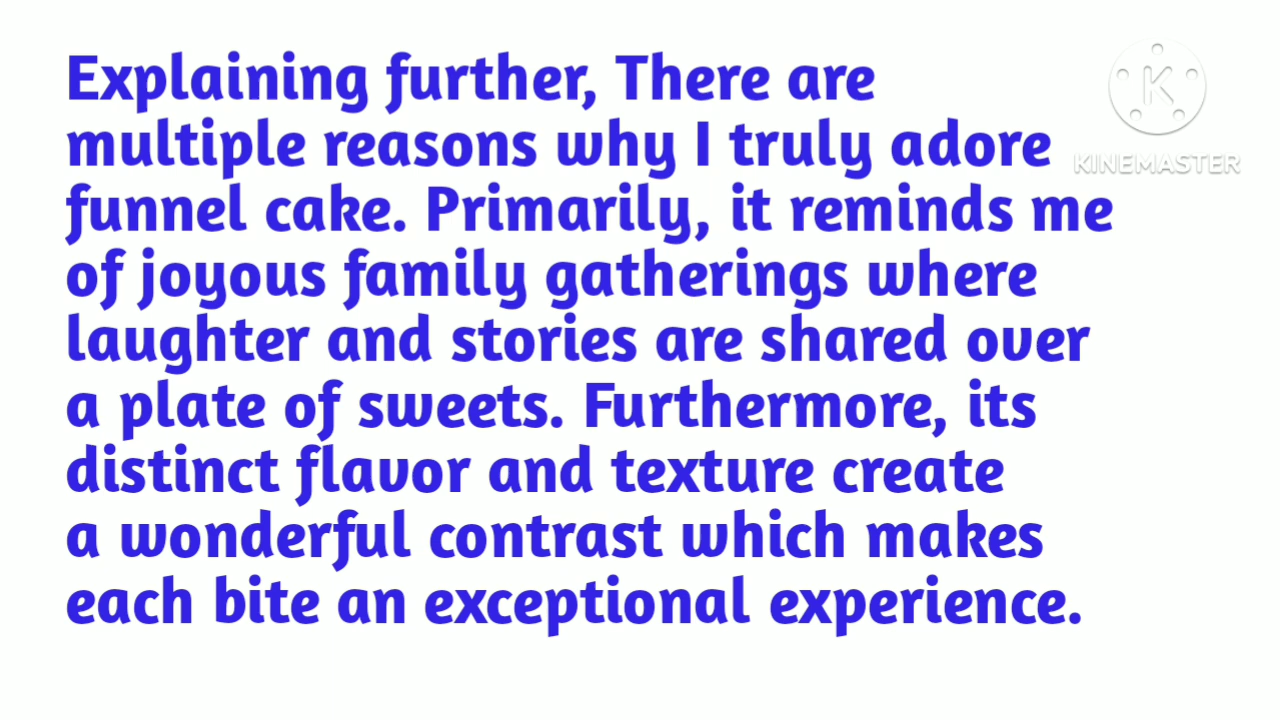 Explaining further, There are
multiple reasons why I truly adore
funnel cake. Primarily, it reminds me
of joyous family gatherings where
laughter and stories are shared over
a plate of sweets. Furthermore, its
distinct flavor and texture create
a wonderful contrast which makes
each bite an exceptional experience.
K
KINEMASTER